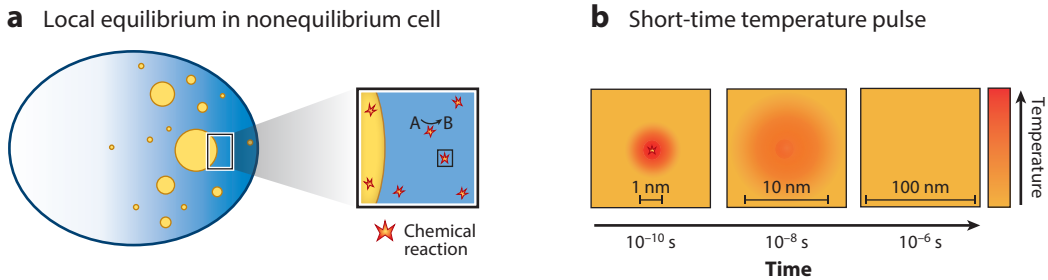 a Local equilibrium in nonequilibrium cell
A B
Chemical
reaction
b Short-time temperature pulse
1 nm
10 nm
100 nm
Temperature
10⁻¹⁰ s
10⁻⁸ s
10⁻⁶ s
Time